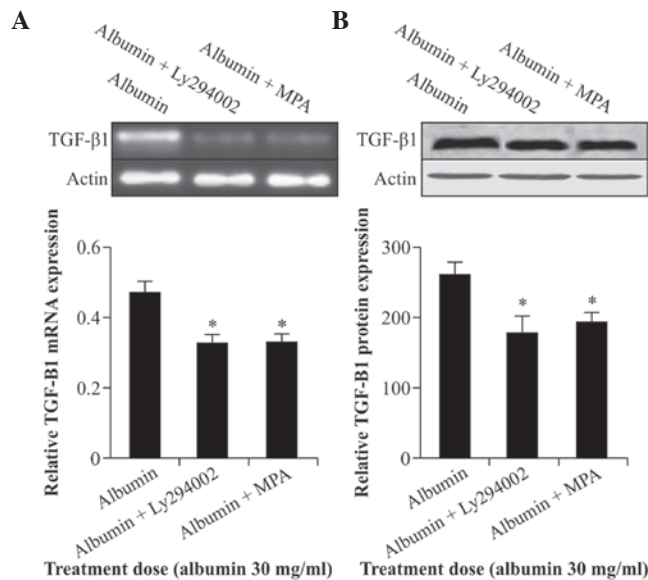 A
Albumin
Albumin + Ly294002
Albumin + MPA
TGF-β1
Actin
Relative TGF-B1 mRNA expression
0.6
0.4
0.2
0
Albumin
Albumin + Ly294002
Albumin + MPA
*
*
Treatment dose (albumin 30 mg/ml)
B
Albumin
Albumin + Ly294002
Albumin + MPA
TGF-β1
Actin
Relative TGF-B1 protein expression
300
200
100
0
Albumin
Albumin + Ly294002
Albumin + MPA
*
*
Treatment dose (albumin 30 mg/ml)